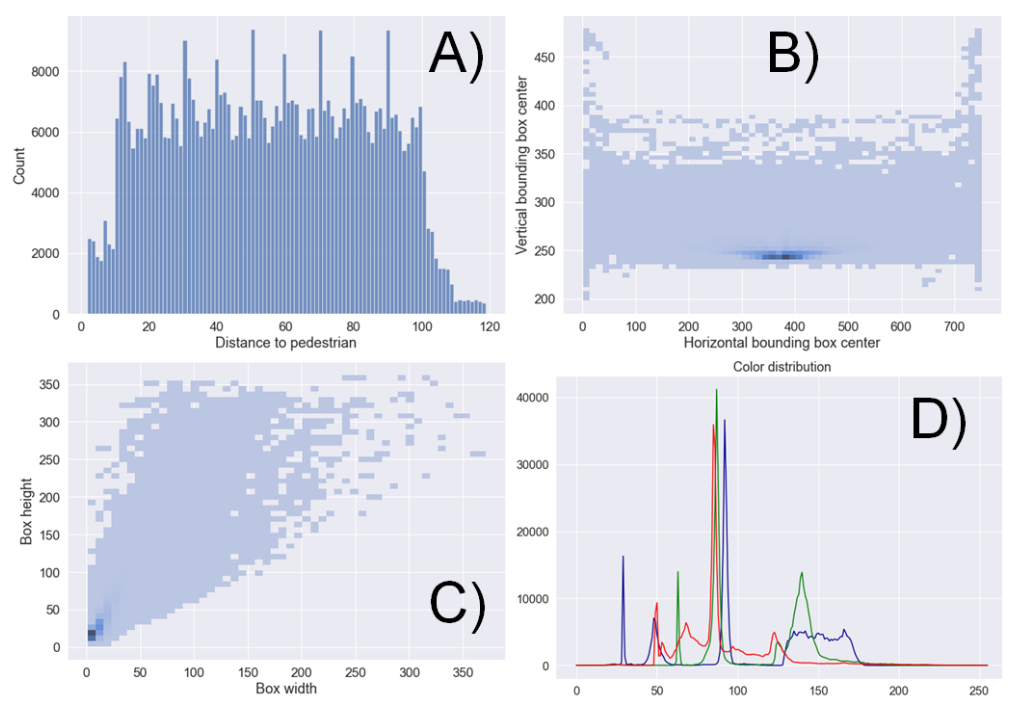 A)
8000
6000
4000
2000
0
Count
0 20 40 60 80 100 120
Distance to pedestrian
B)
450
400
350
300
250
200
Vertical bounding box center
0 100 200 300 400 500 600 700
Horizontal bounding box center
C)
350
300
250
200
150
100
50
0
Box height
0 50 100 150 200 250 300 350
Box width
Color distribution
D)
40000
30000
20000
10000
0
0 50 100 150 200 250